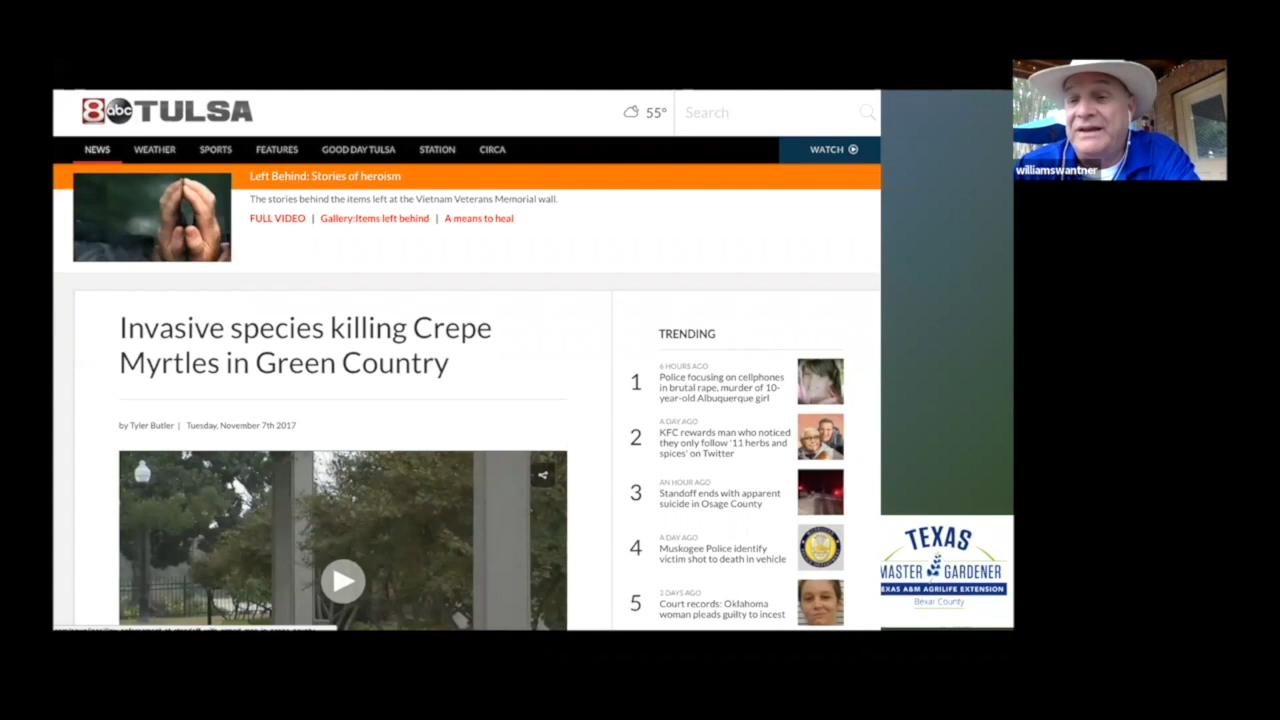 8 abc TULSA
55°
Search
NEWS
WEATHER
SPORTS
FEATURES
GOOD DAY TULSA
STATION
CIRCA
WATCH
Left Behind: Stories of heroism
The stories behind the items left at the Vietnam Veterans Memorial wall.
FULL VIDEO | Gallery:Items left behind | A means to heal
Invasive species killing Crepe
Myrtles in Green Country
by Tyler Butler | Tuesday, November 7th 2017
TRENDING
1
6 HOURS AGO
Police focusing on cellphones
in brutal rape, murder of 10-
year-old Albuquerque girl
2
A DAY AGO
KFC rewards man who noticed
they only follow '11 herbs and
spices' on Twitter
3
AN HOUR AGO
Standoff ends with apparent
suicide in Osage County
4
A DAY AGO
Muskogee Police identify
victim shot to death in vehicle
5
2 DAYS AGO
Court records: Oklahoma
woman pleads guilty to incest
williamswantner
TEXAS
MASTER GARDENER
EXAS A&M AGRILIFE EXTENSION
Bexar County